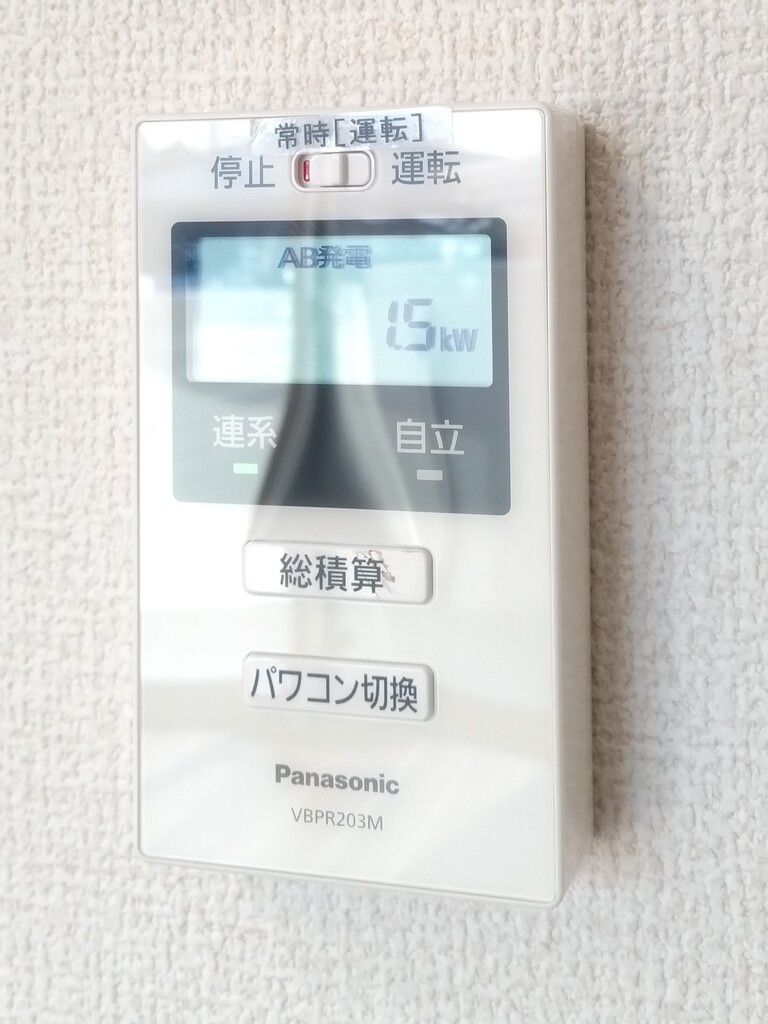 常時[運転]
停止 運転
AB発電
1.5kW
連系 自立
総積算
パワコン切換
Panasonic
VBPR203M